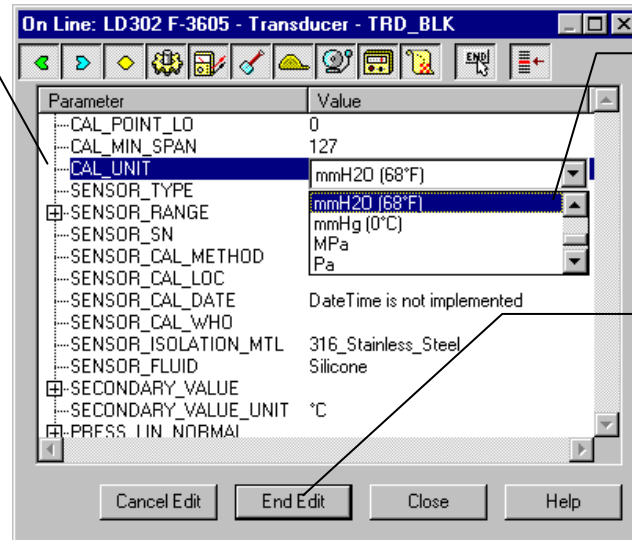 On Line: LD302 F-3605 - Transducer - TRD_BLK
END
Parameter Value
CAL_POINT_LO 0
CAL_MIN_SPAN 127
CAL_UNIT mmH2O (68°F)
SENSOR_TYPE mmH2O (68°F)
SENSOR_RANGE mmHg (0°C)
SENSOR_SN MPa
SENSOR_CAL_METHOD Pa
SENSOR_CAL_LOC
SENSOR_CAL_DATE DateTime is not implemented
SENSOR_CAL_WHO
SENSOR_ISOLATION_MTL 316_Stainless_Steel
SENSOR_FLUID Silicone
SECONDARY_VALUE
SECONDARY_VALUE_UNIT °C
PRESS_LIN_NORMAL
Cancel Edit End Edit Close Help